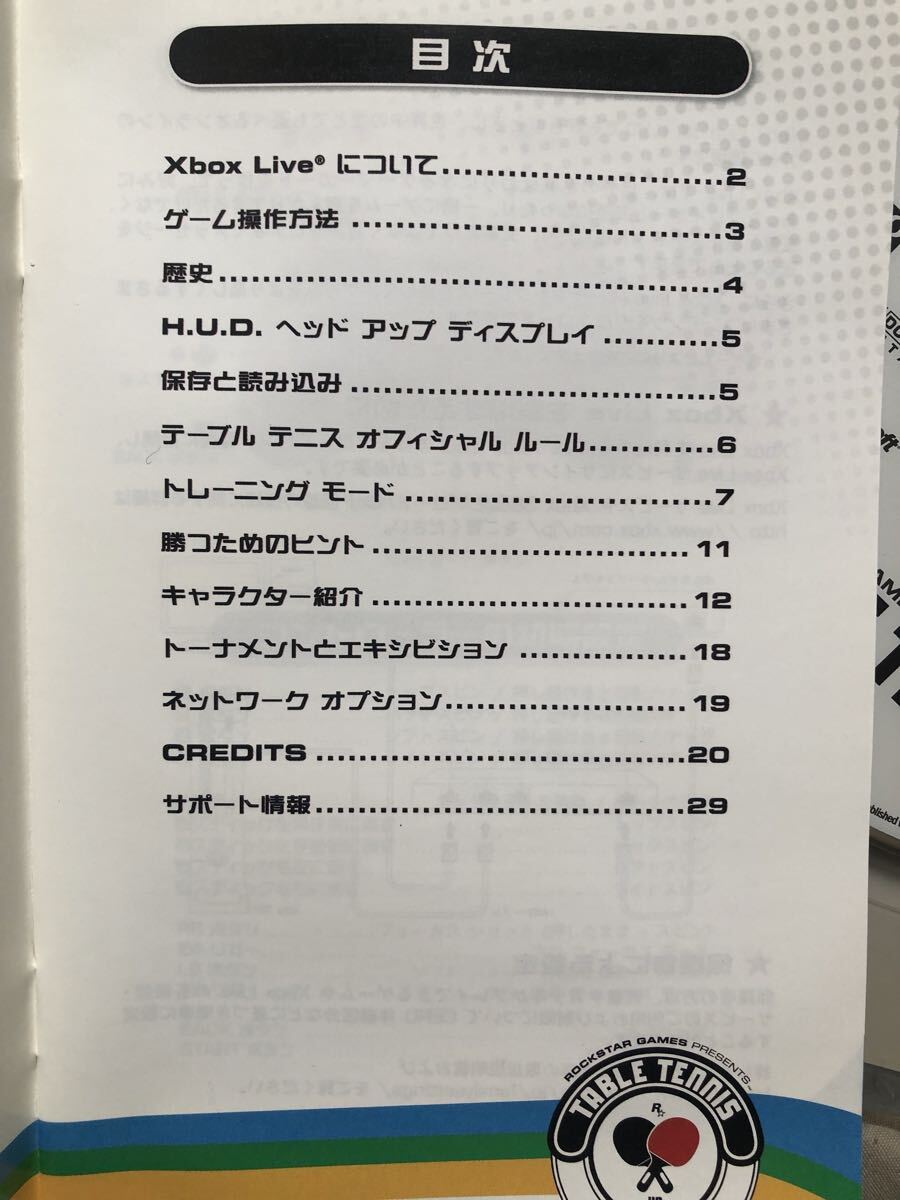 目次
Xbox Live® について..............................2
ゲーム操作方法 ........................................3
歴史........................................................4
H.U.D. ヘッド アップ ディスプレイ ...........5
保存と読み込み ........................................5
テーブル テニス オフィシャル ルール.............6
トレーニング モード .................................7
勝つためのヒント ....................................11
キャラクター紹介 ....................................12
トーナメントとエキシビション .................18
ネットワーク オプション..........................19
CREDITS ..........................................20
サポート情報...........................................29
ROCKSTAR GAMES PRESENTS
TABLE TENNIS